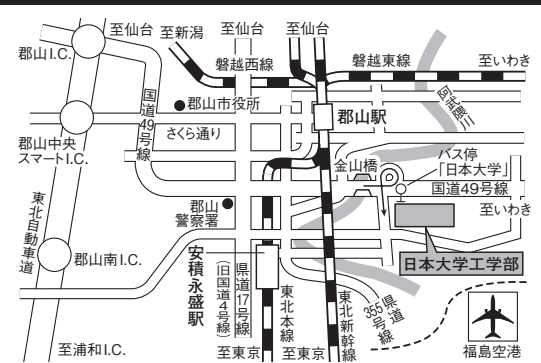 至仙台
至新潟
至仙台
至仙台
郡山I.C.
磐越西線
磐越東線
至いわき
国道49号線
郡山市役所
郡山駅
阿武隈川
さくら通り
郡山中央
スマートI.C.
金山橋
バス停
「日本大学」
国道49号線
至いわき
郡山
警察署
東北自動車道
郡山南I.C.
安積永盛駅
県道17号線
(旧国道4号線)
東北本線
東北新幹線
県道
355号線
日本大学工学部
至浦和I.C.
至東京
至東京
福島空港